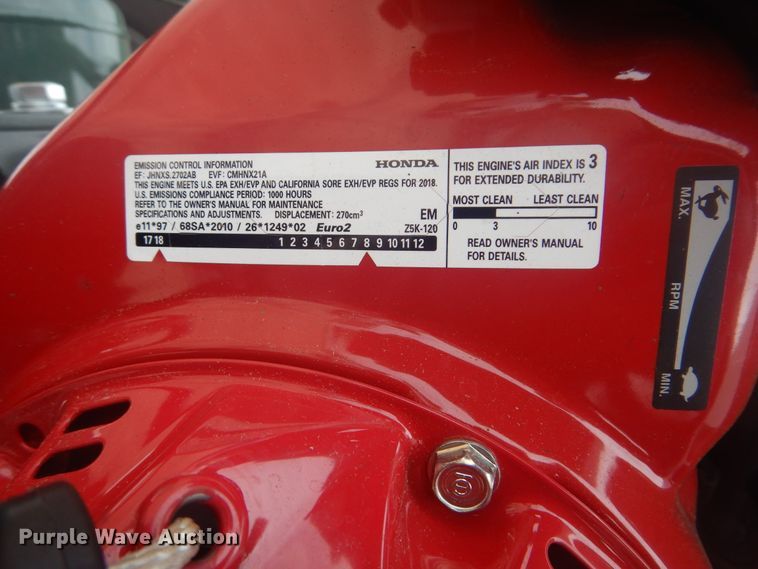 EMISSION CONTROL INFORMATION HONDA
EF: JHNXS.2702AB EVF: CMHNX21A
THIS ENGINE MEETS U.S. EPA EXH/EVP AND CALIFORNIA SORE EXH/EVP REGS FOR 2018.
U.S. EMISSIONS COMPLIANCE PERIOD: 1000 HOURS
REFER TO THE OWNER'S MANUAL FOR MAINTENANCE
SPECIFICATIONS AND ADJUSTMENTS. DISPLACEMENT: 270cm³ EM
e11*97 / 68SA*2010 / 26*1249*02 Euro2 Z5K-120
17 18 1 2 3 4 5 6 7 8 9 10 11 12
THIS ENGINE'S AIR INDEX IS 3
FOR EXTENDED DURABILITY.
MOST CLEAN LEAST CLEAN
0 3 10
READ OWNER'S MANUAL
FOR DETAILS.
MAX.
RPM
MIN.
S
Purple Wave Auction